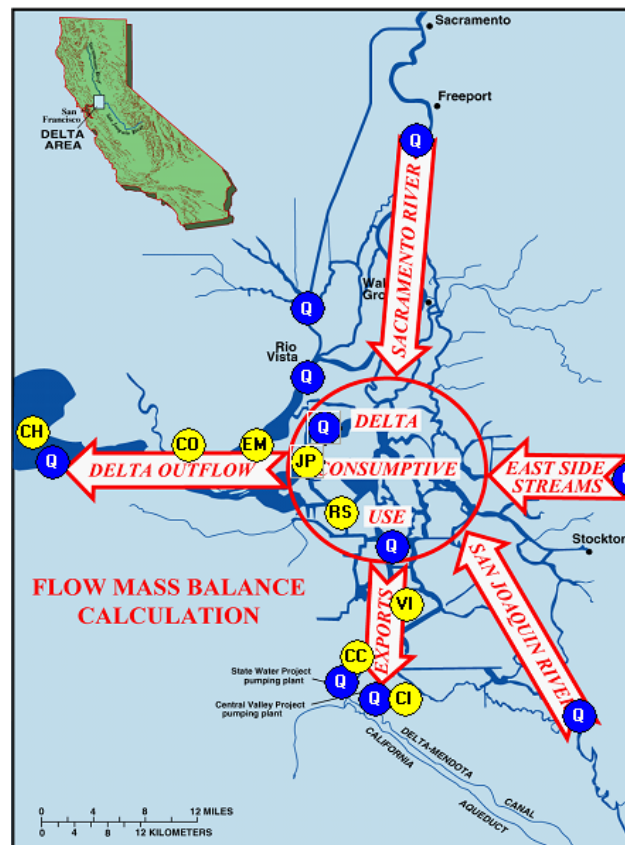 Sacramento
Freeport
San
Francisco
DELTA
AREA
Q
SACRAMENTO RIVER
Q
Rio
Vista
Q
Q
DELTA
CH
Q
CO
EM
JP
DELTA OUTFLOW
CONSUMPTIVE
EAST SIDE
STREAMS
RS
USE
Q
Stockton
FLOW MASS BALANCE
CALCULATION
SAN JOAQUIN RIVER
VI
EXPORTS
CC
State Water Project
pumping plant
Q
Central Valley Project
pumping plant
Q
CI
Q
DELTA-MENDOTA
CANAL
CALIFORNIA
AQUEDUCT
0 4 8 12 MILES
0 4 8 12 KILOMETERS